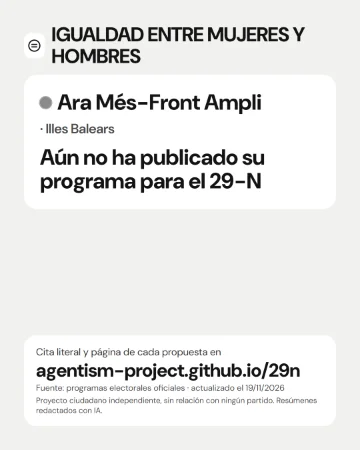 IGUALDAD ENTRE MUJERES Y
HOMBRES
Ara Més-Front Ampli
· Illes Balears
Aún no ha publicado su
programa para el 29-N
Cita literal y página de cada propuesta en
agentism-project.github.io/29n
Fuente: programas electorales oficiales · actualizado el 19/11/2026
Proyecto ciudadano independiente, sin relación con ningún partido. Resúmenes
redactados con IA.